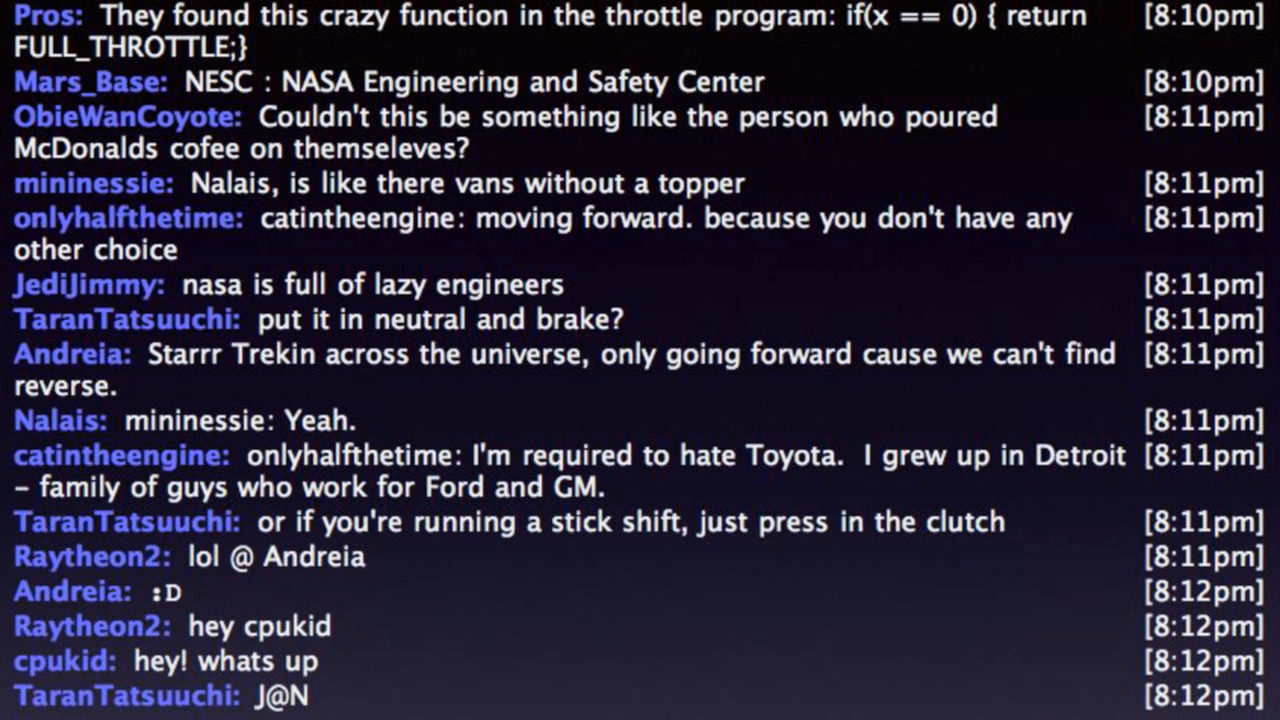 Pros: They found this crazy function in the throttle program: if(x == 0) { return [8:10pm]
FULL_THROTTLE;}
Mars_Base: NESC : NASA Engineering and Safety Center [8:10pm]
ObieWanCoyote: Couldn't this be something like the person who poured [8:11pm]
McDonalds cofee on themseleves?
mininessie: Nalais, is like there vans without a topper [8:11pm]
onlyhalfthetime: catintheengine: moving forward. because you don't have any [8:11pm]
other choice
JediJimmy: nasa is full of lazy engineers [8:11pm]
TaranTatsuuchi: put it in neutral and brake? [8:11pm]
Andreia: Starrr Trekin across the universe, only going forward cause we can't find [8:11pm]
reverse.
Nalais: mininessie: Yeah. [8:11pm]
catintheengine: onlyhalfthetime: I'm required to hate Toyota.  I grew up in Detroit [8:11pm]
– family of guys who work for Ford and GM.
TaranTatsuuchi: or if you're running a stick shift, just press in the clutch [8:11pm]
Raytheon2: lol @ Andreia [8:11pm]
Andreia: :D [8:12pm]
Raytheon2: hey cpukid [8:12pm]
cpukid: hey! whats up [8:12pm]
TaranTatsuuchi: J@N [8:12pm]